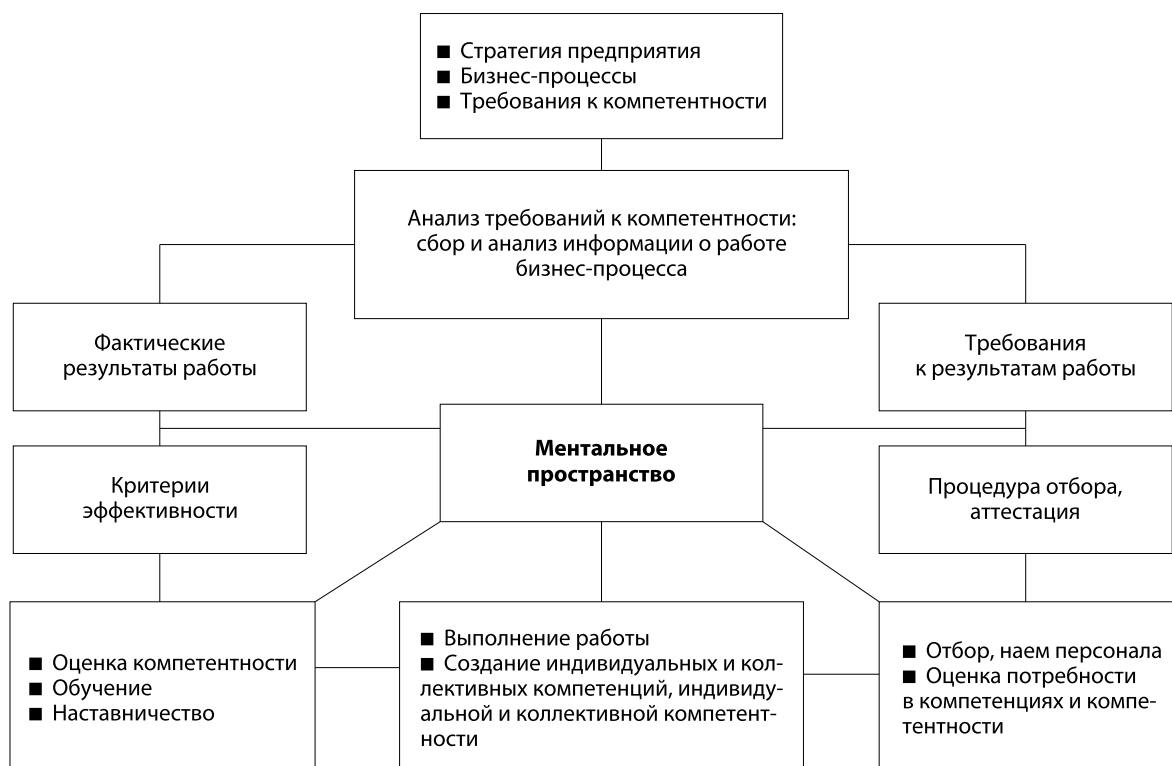 ■ Стратегия предприятия
■ Бизнес-процессы
■ Требования к компетентности
Анализ требований к компетентности:
сбор и анализ информации о работе
бизнес-процесса
Фактические
результаты работы
Требования
к результатам работы
Ментальное
пространство
Критерии
эффективности
Процедура отбора,
аттестация
■ Оценка компетентности
■ Обучение
■ Наставничество
■ Выполнение работы
■ Создание индивидуальных и кол-
лективных компетенций, индивиду-
альной и коллективной компетент-
ности
■ Отбор, наем персонала
■ Оценка потребности
в компетенциях и компе-
тентности